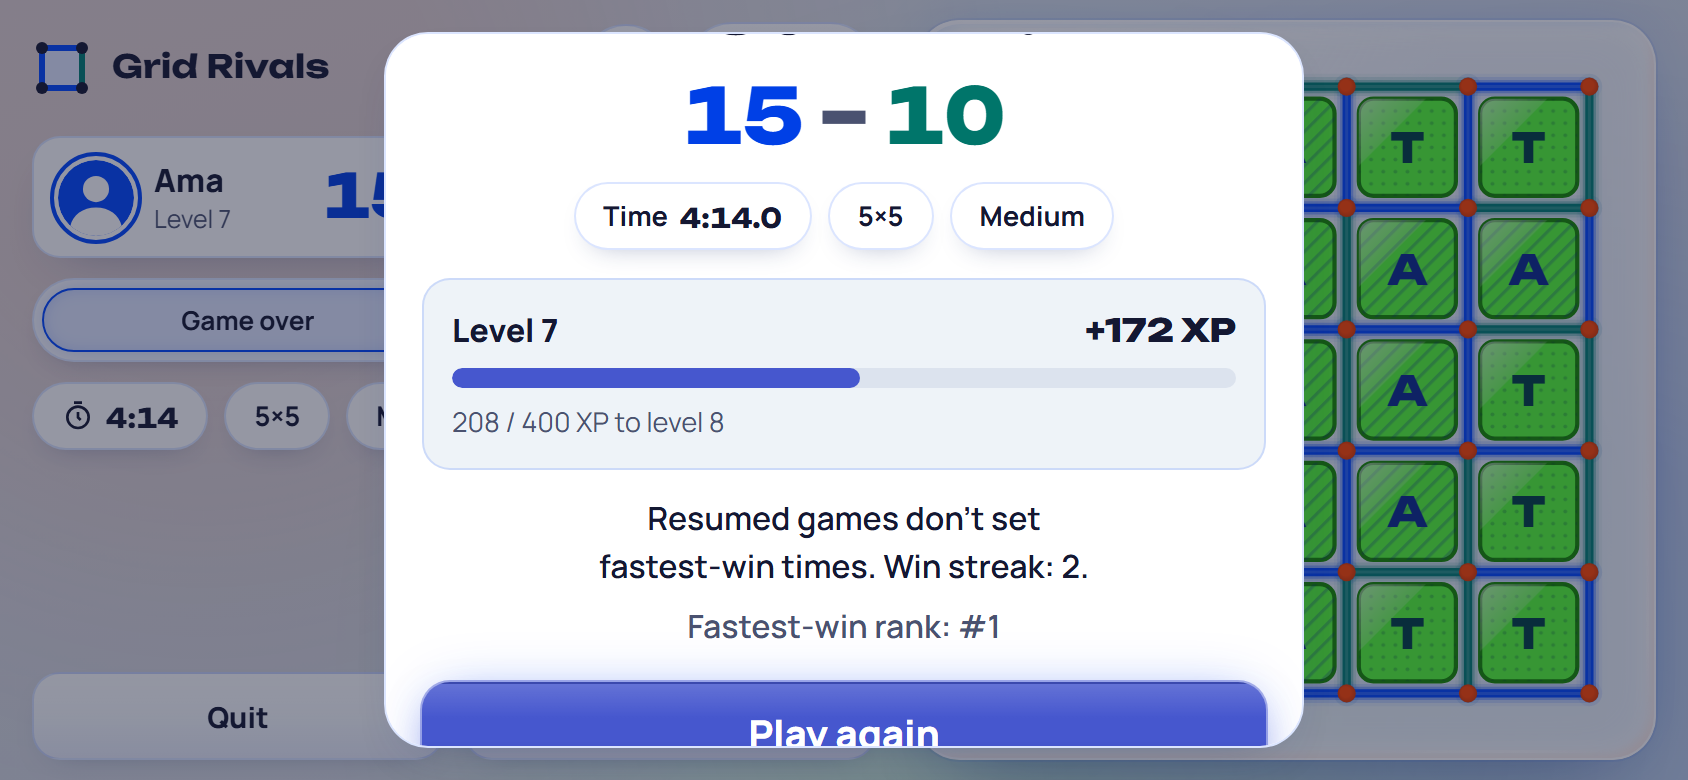 Grid Rivals
Ama
Level 7
15
Game over
4:14
5×5
Quit
15 – 10
Time 4:14.0
5×5
Medium
Level 7
+172 XP
208 / 400 XP to level 8
Resumed games don’t set
fastest-win times. Win streak: 2.
Fastest-win rank: #1
Play again
T T
A A
A T
A T
T T